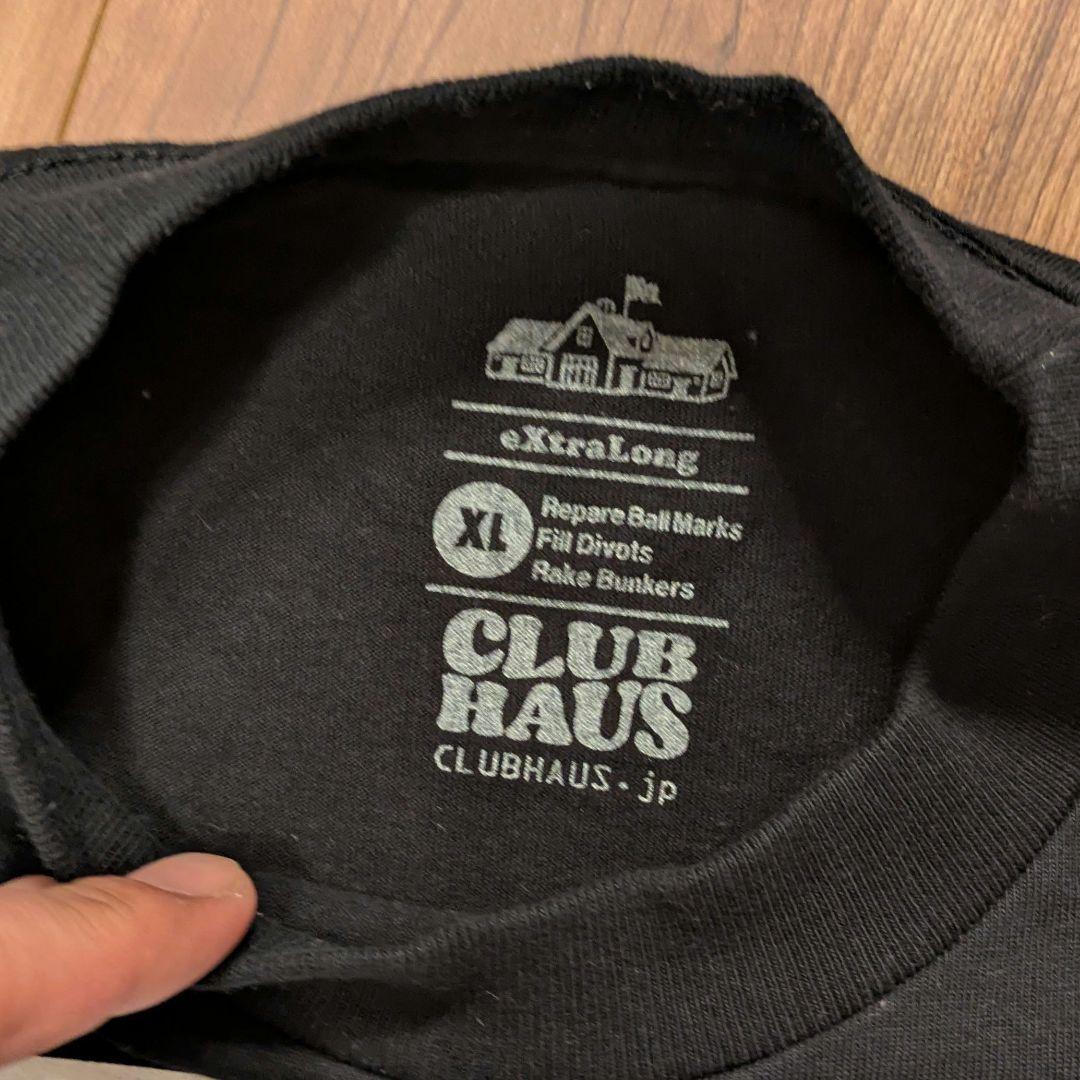 eXtraLong
XL
Repare Ball Marks
Fill Divots
Rake Bunkers
CLUB
HAUS
CLUBHAUS.jp